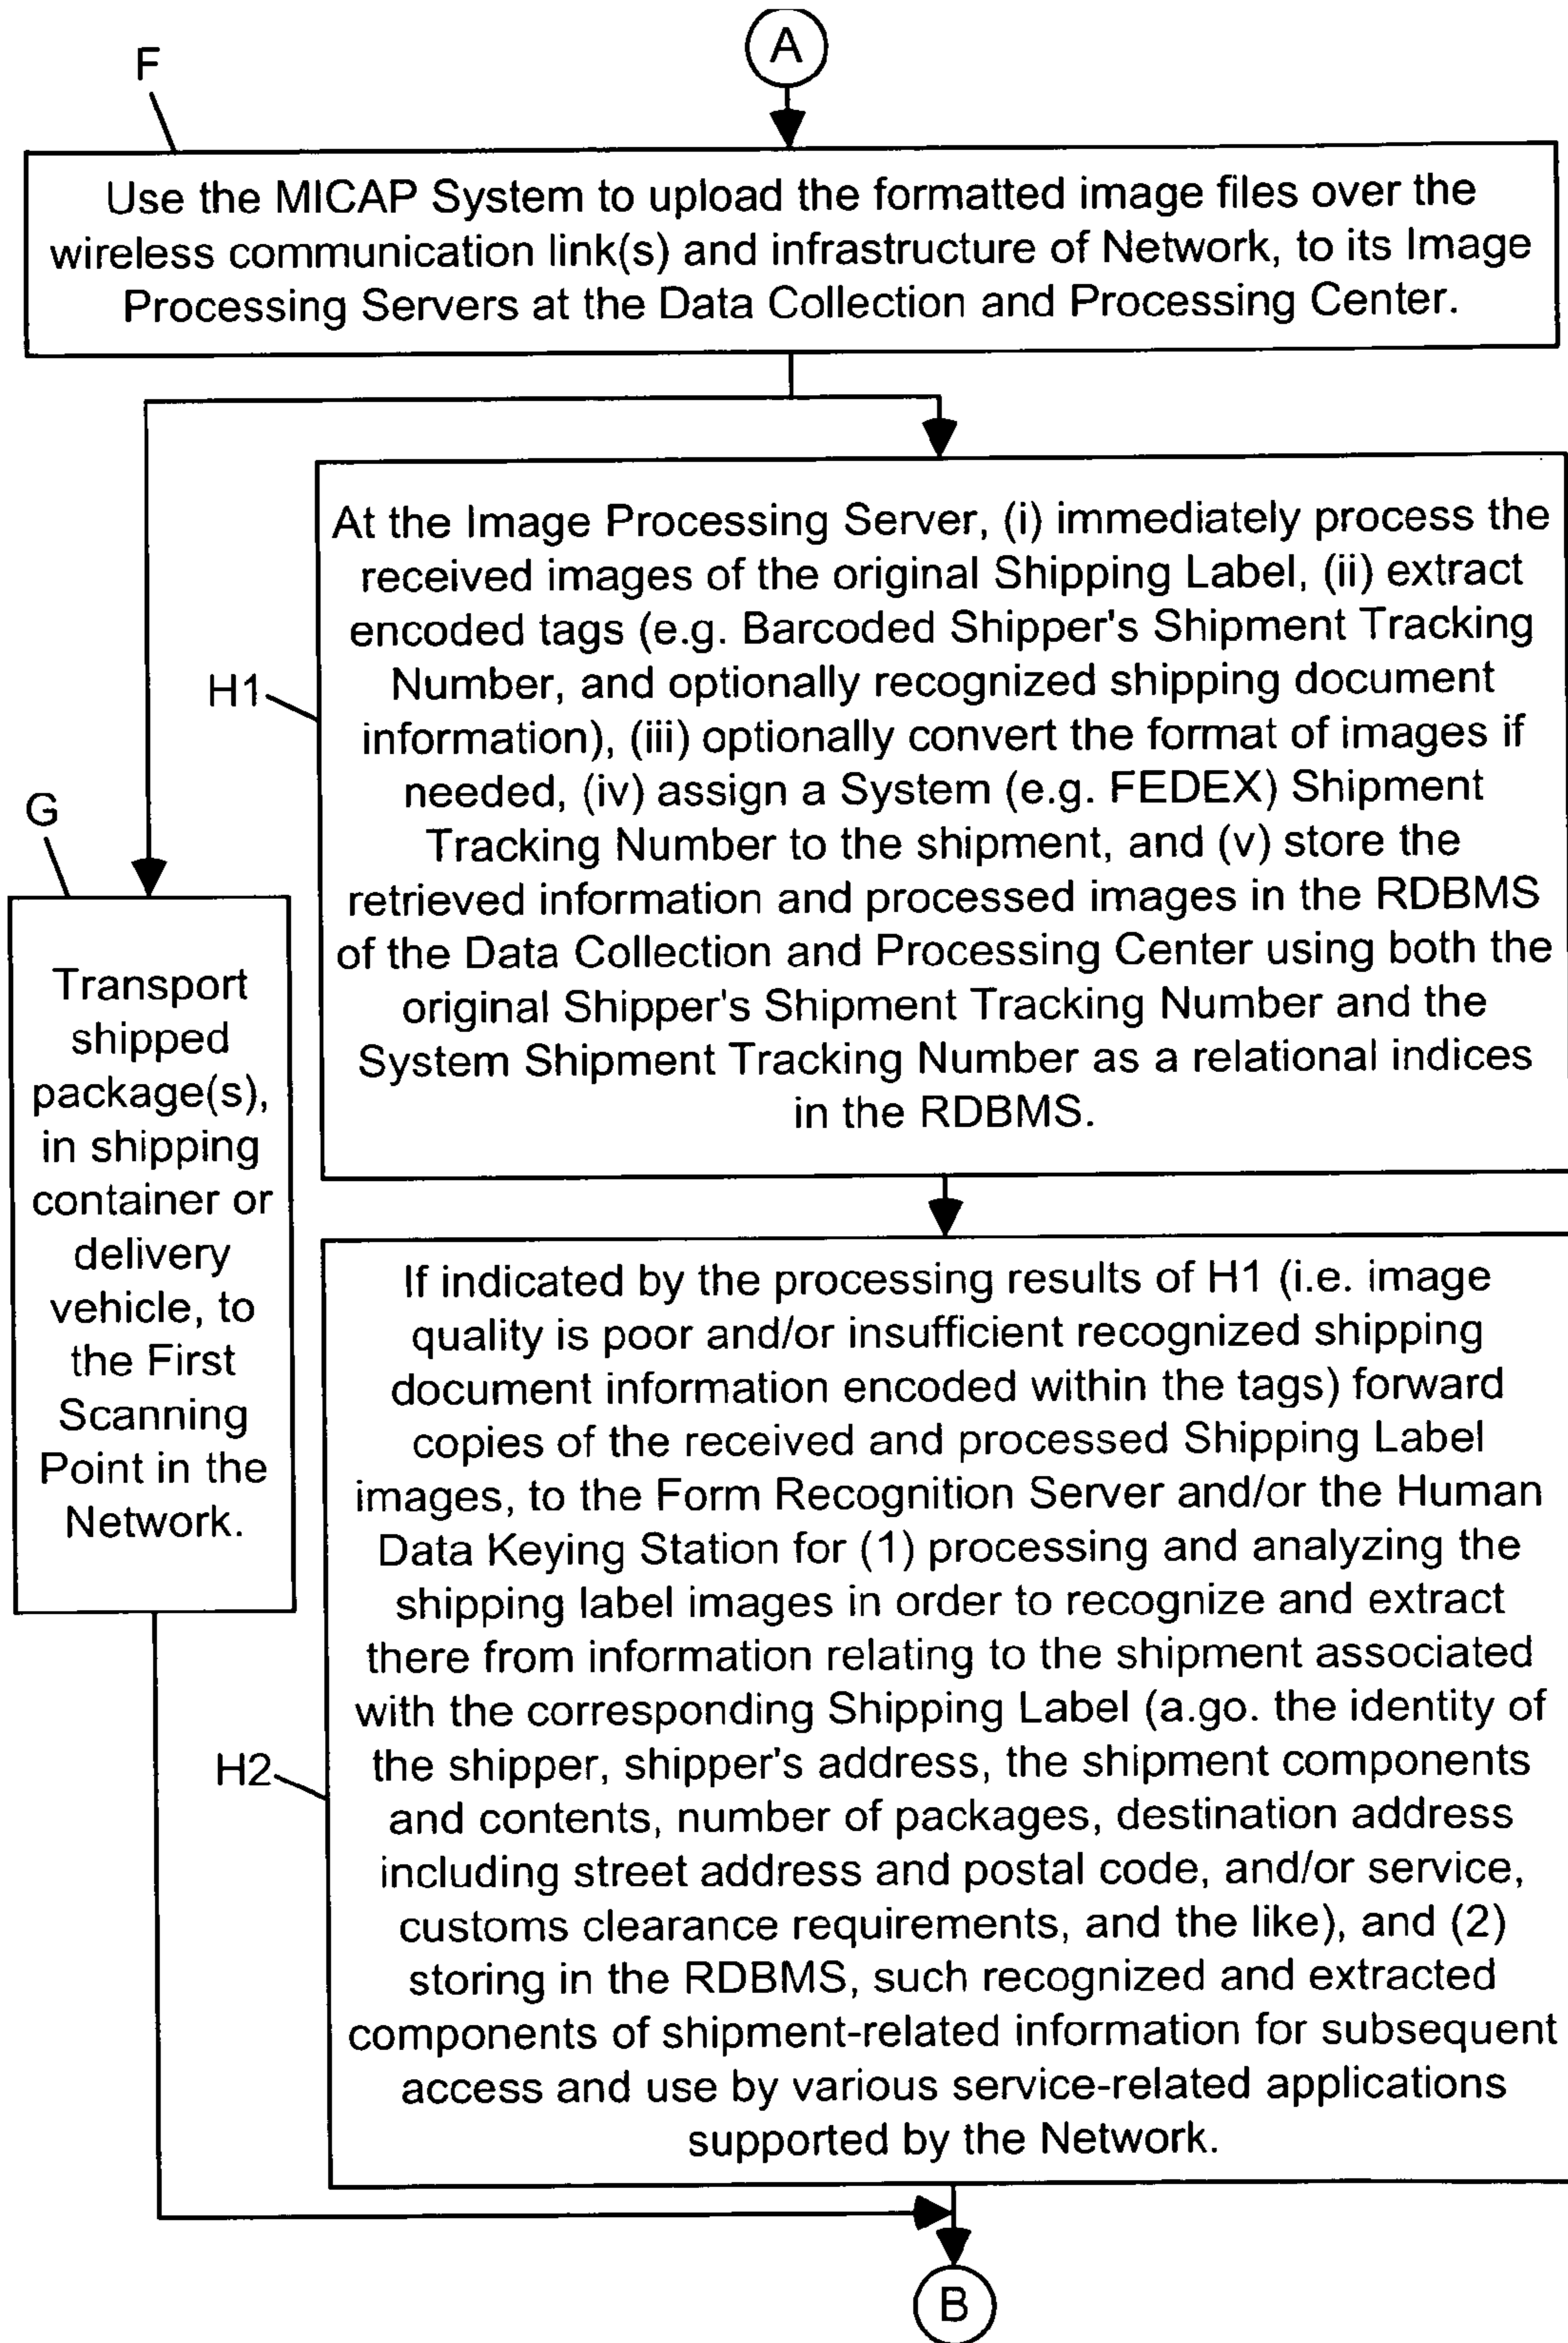 A
F
Use the MICAP System to upload the formatted image files over the
wireless communication link(s) and infrastructure of Network, to its Image
Processing Servers at the Data Collection and Processing Center.
H1
At the Image Processing Server, (i) immediately process the
received images of the original Shipping Label, (ii) extract
encoded tags (e.g. Barcoded Shipper's Shipment Tracking
Number, and optionally recognized shipping document
information), (iii) optionally convert the format of images if
needed, (iv) assign a System (e.g. FEDEX) Shipment
Tracking Number to the shipment, and (v) store the
retrieved information and processed images in the RDBMS
of the Data Collection and Processing Center using both the
original Shipper's Shipment Tracking Number and the
System Shipment Tracking Number as a relational indices
in the RDBMS.
G
Transport
shipped
package(s),
in shipping
container or
delivery
vehicle, to
the First
Scanning
Point in the
Network.
H2
If indicated by the processing results of H1 (i.e. image
quality is poor and/or insufficient recognized shipping
document information encoded within the tags) forward
copies of the received and processed Shipping Label
images, to the Form Recognition Server and/or the Human
Data Keying Station for (1) processing and analyzing the
shipping label images in order to recognize and extract
there from information relating to the shipment associated
with the corresponding Shipping Label (a.go. the identity of
the shipper, shipper's address, the shipment components
and contents, number of packages, destination address
including street address and postal code, and/or service,
customs clearance requirements, and the like), and (2)
storing in the RDBMS, such recognized and extracted
components of shipment-related information for subsequent
access and use by various service-related applications
supported by the Network.
B